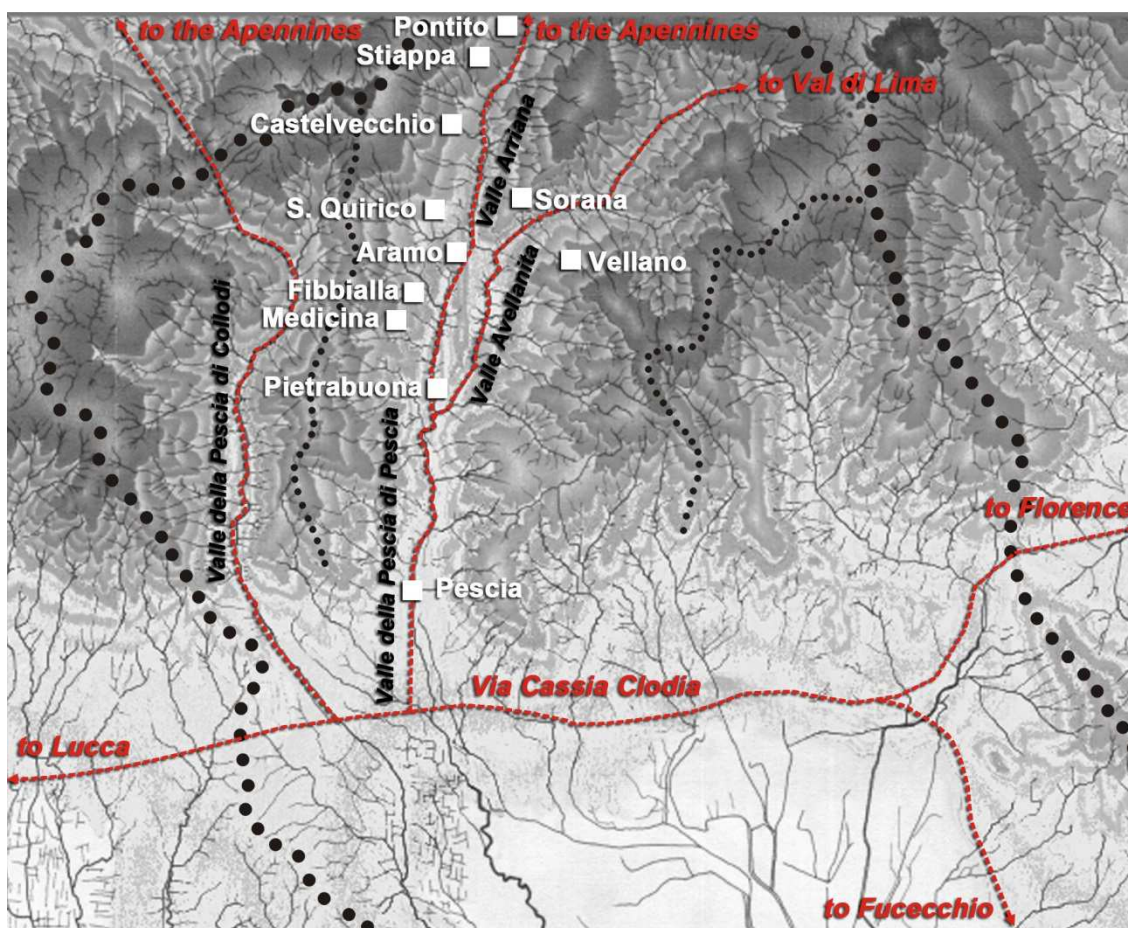 Pontito
to the Apennines
to the Apennines
Stiappa
to Val di Lima
Castelvecchio
Valle Arriana
Sorana
S. Quirico
Aramo
Vellano
Fibbialla
Medicina
Valle Avellanita
Valle della Pescia di Collodi
Pietrabuona
Valle della Pescia di Pescia
to Florence
Pescia
Via Cassia Clodia
to Lucca
to Fucecchio